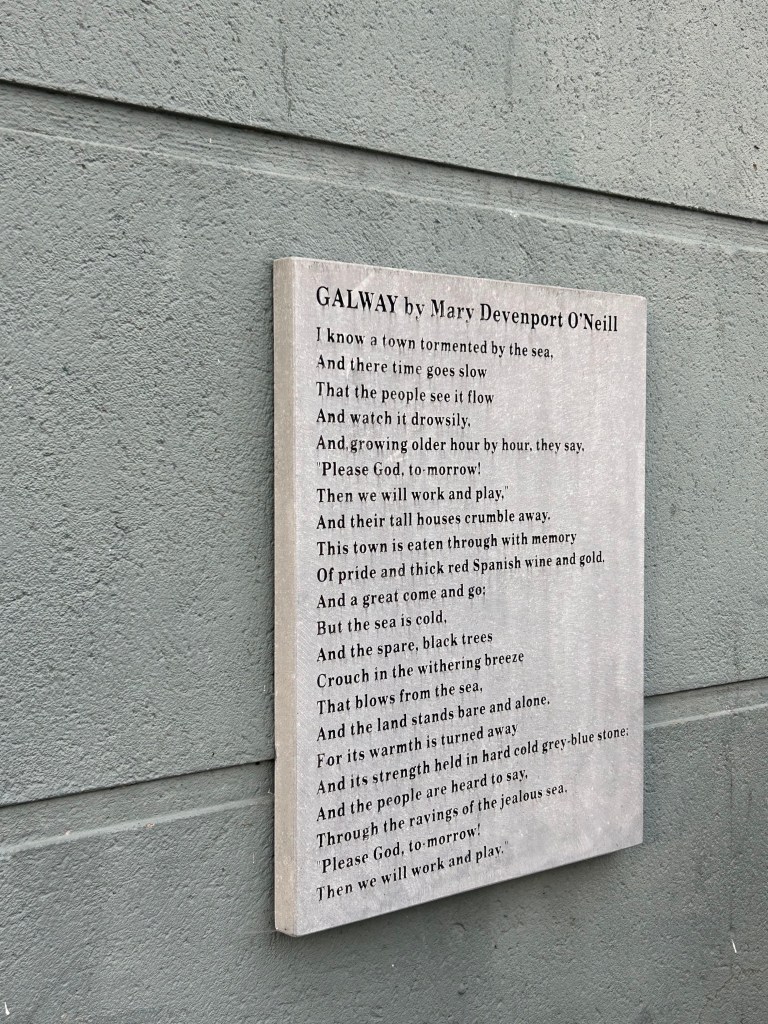 GALWAY by Mary Devenport O'Neill
I know a town tormented by the sea,
And there time goes slow
That the people see it flow
And watch it drowsily,
And, growing older hour by hour, they say,
"Please God, to-morrow!
Then we will work and play,"
And their tall houses crumble away.
This town is eaten through with memory
Of pride and thick red Spanish wine and gold,
And a great come and go;
But the sea is cold,
And the spare, black trees
Crouch in the withering breeze
That blows from the sea,
And the land stands bare and alone,
For its warmth is turned away
And its strength held in hard cold grey-blue stone;
And the people are heard to say,
Through the ravings of the jealous sea,
"Please God, to-morrow!
Then we will work and play."